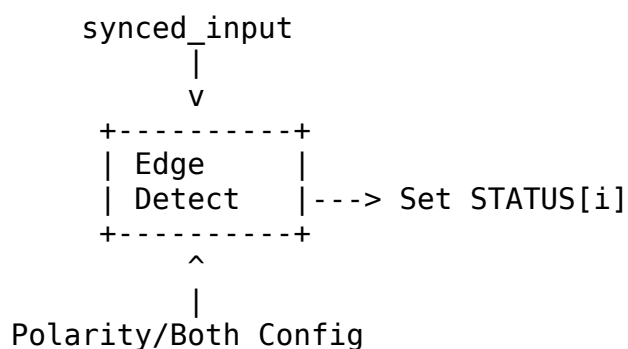 synced_input
|
v
+----------+
| Edge     |
| Detect   |---> Set STATUS[i]
+----------+
^
|
Polarity/Both Config